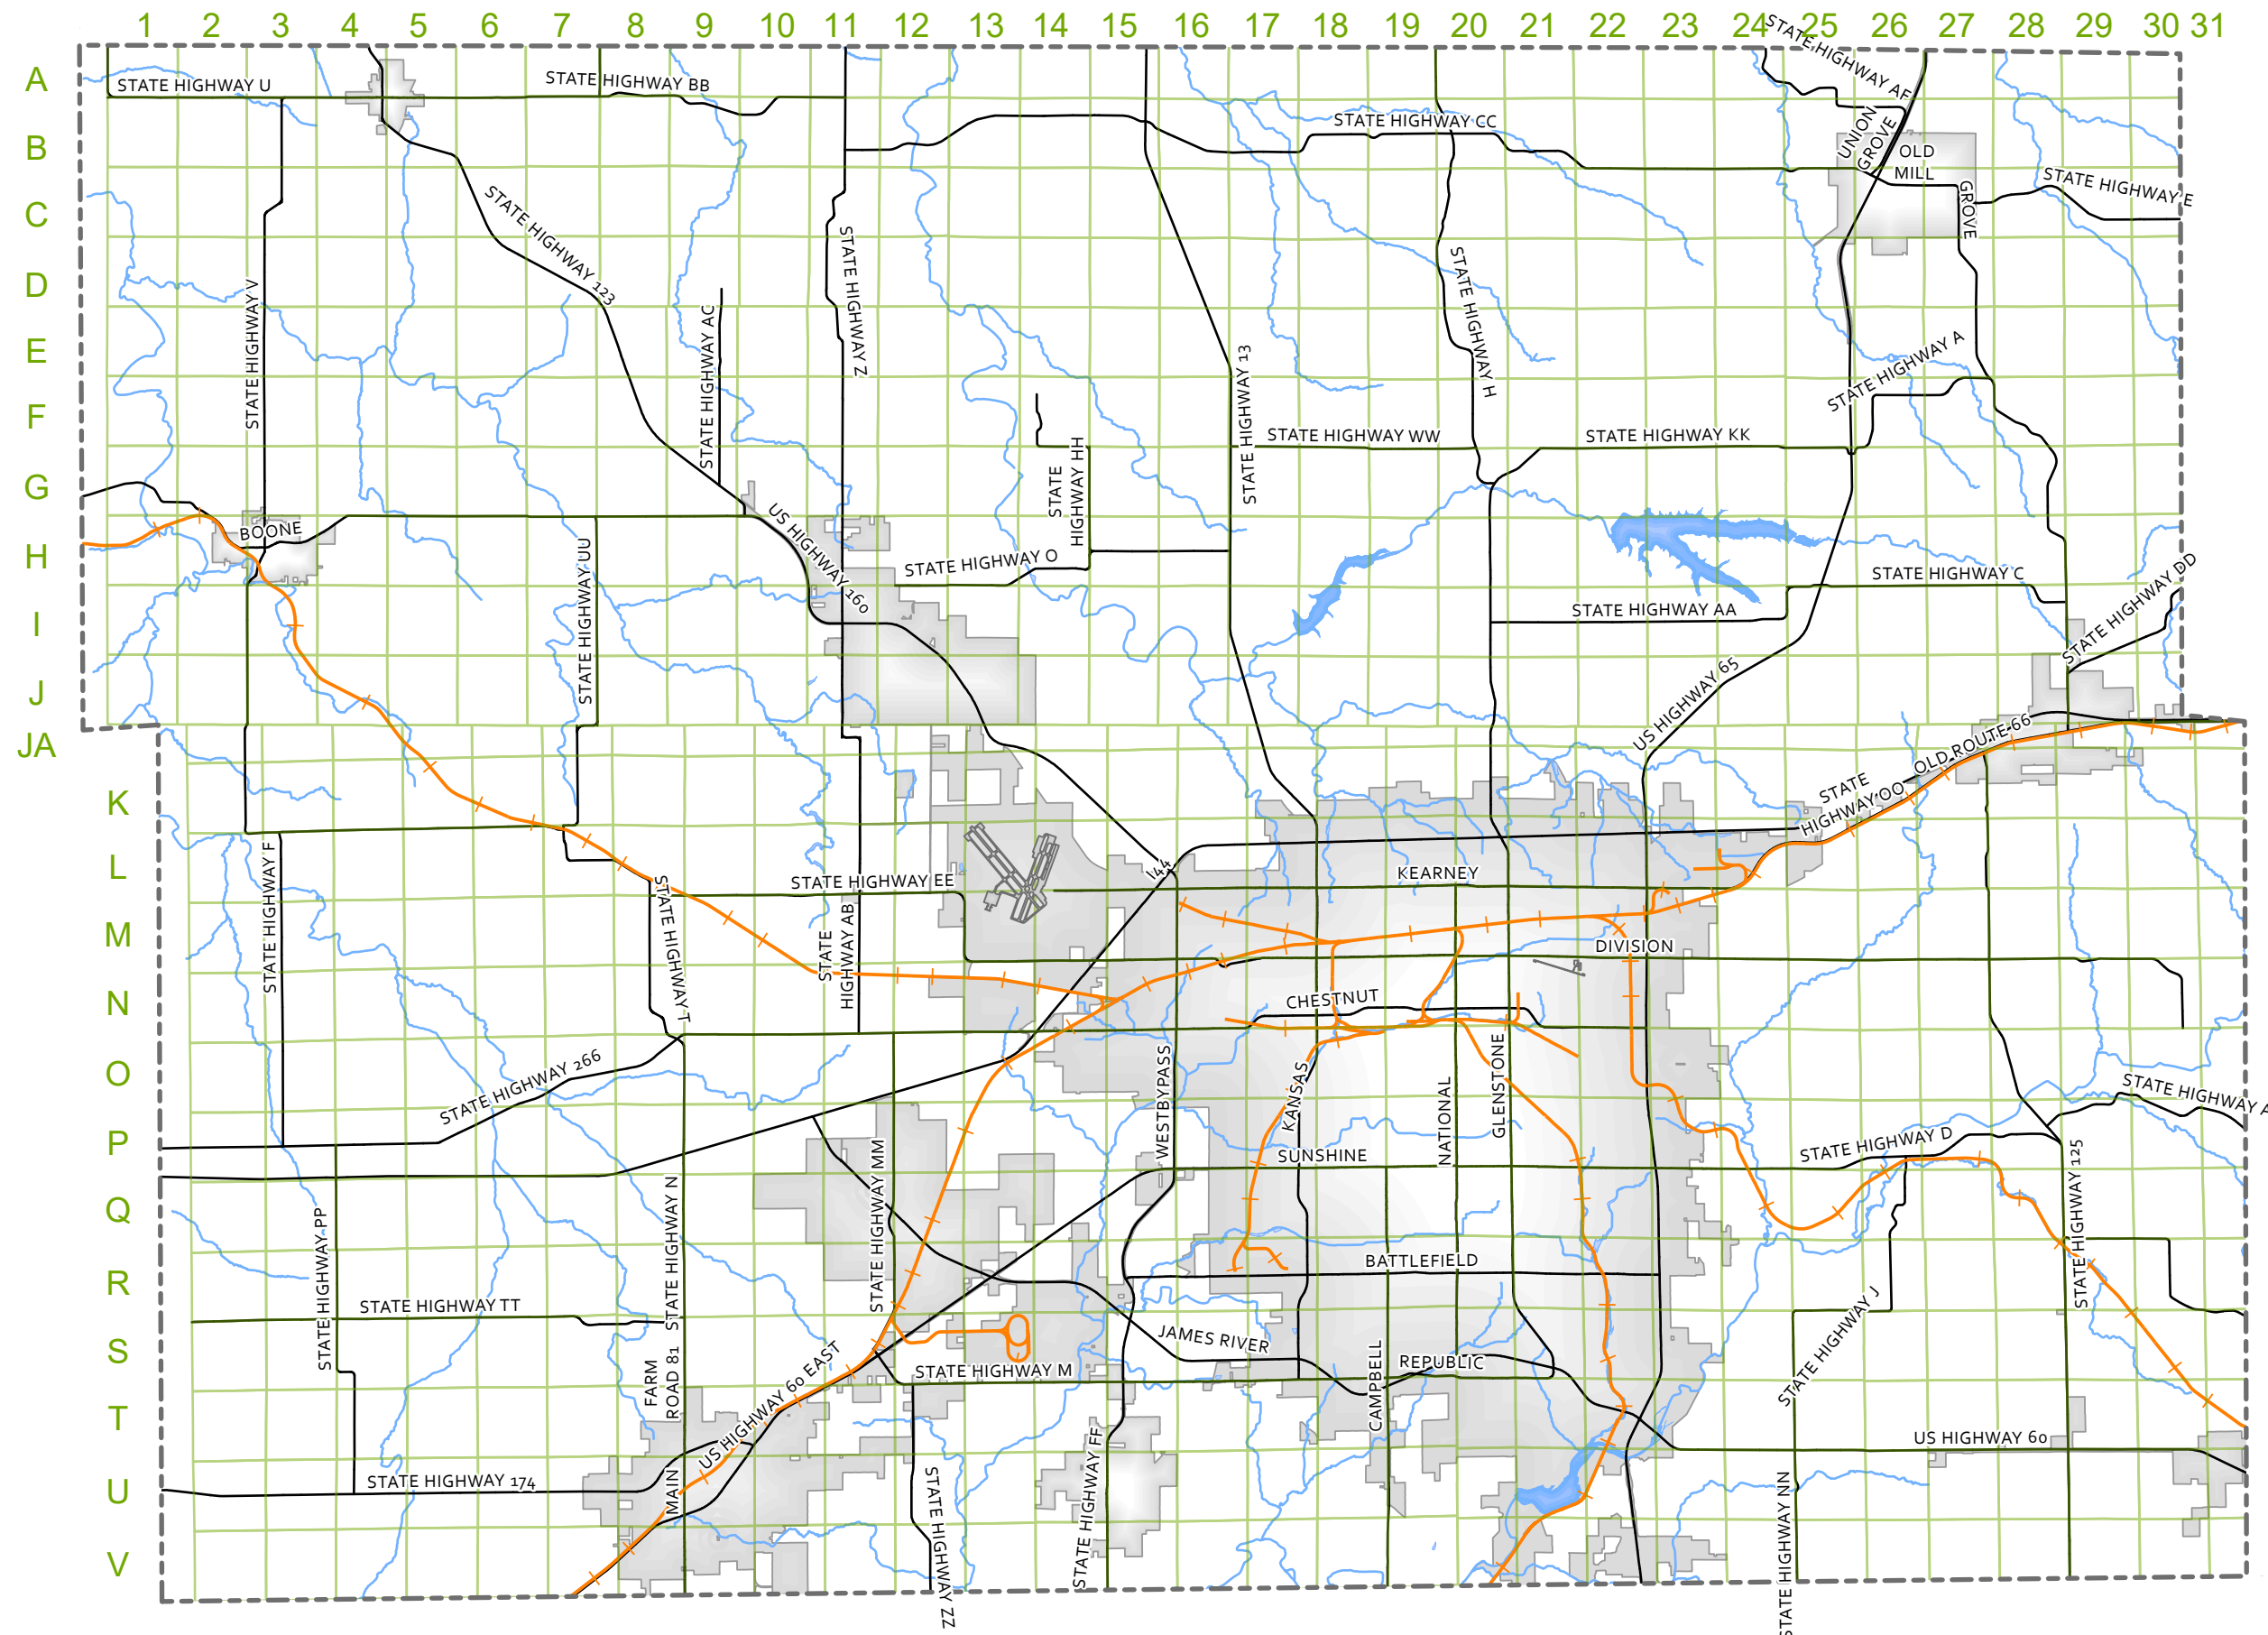 1 2 3 4 5 6 7 8 9 10 11 12 13 14 15 16 17 18 19 20 21 22 23 24 25 26 27 28 29 30 31
A
B
C
D
E
F
G
H
I
J
JA
K
L
M
N
O
P
Q
R
S
T
U
V
STATE HIGHWAY U
STATE HIGHWAY BB
STATE HIGHWAY AF
STATE HIGHWAY CC
UNION
GROVE
OLD
MILL
GROVE
STATE HIGHWAY E
STATE HIGHWAY 123
STATE HIGHWAY V
STATE HIGHWAY AC
STATE HIGHWAY Z
STATE HIGHWAY H
STATE HIGHWAY 13
STATE HIGHWAY A
STATE HIGHWAY WW
STATE HIGHWAY KK
STATE
HIGHWAY HH
BOONE
US HIGHWAY 160
STATE HIGHWAY UU
STATE HIGHWAY O
STATE HIGHWAY C
STATE HIGHWAY AA
STATE HIGHWAY DD
US HIGHWAY 65
OLD ROUTE 66
STATE
HIGHWAY OO
STATE HIGHWAY F
STATE HIGHWAY T
STATE HIGHWAY EE
STATE
HIGHWAY AB
I 44
KEARNEY
DIVISION
CHESTNUT
STATE HIGHWAY 266
WESTBYPASS
KANSAS
NATIONAL
GLENSTONE
STATE HIGHWAY A
STATE HIGHWAY D
SUNSHINE
STATE HIGHWAY MM
STATE HIGHWAY N
STATE HIGHWAY PP
STATE HIGHWAY 125
BATTLEFIELD
STATE HIGHWAY TT
STATE HIGHWAY J
JAMES RIVER
CAMPBELL
REPUBLIC
FARM
ROAD 81
US HIGHWAY 60 EAST
STATE HIGHWAY M
US HIGHWAY 60
STATE HIGHWAY 174
MAIN
STATE HIGHWAY ZZ
STATE HIGHWAY FF
STATE HIGHWAY NN